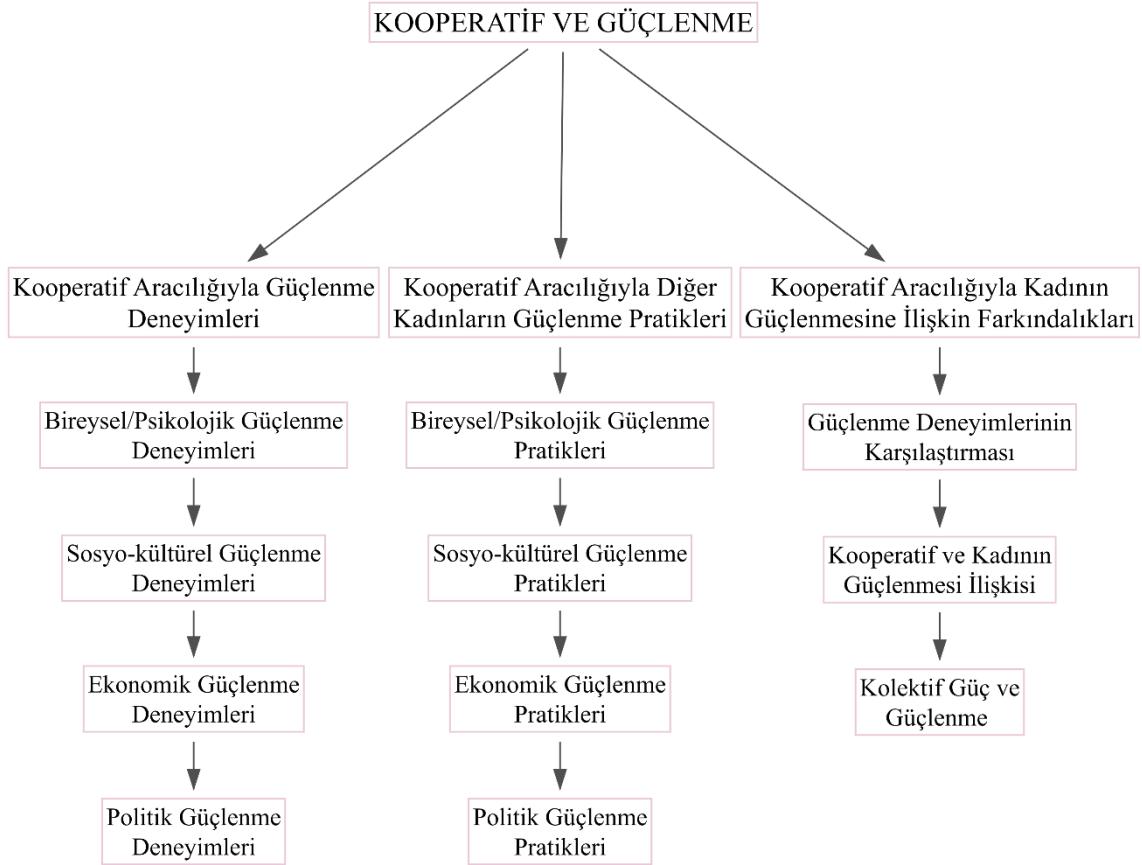 KOOPERATİF VE GÜÇLENME
Kooperatif Aracılığıyla Güçlenme
Deneyimleri
Kooperatif Aracılığıyla Diğer
Kadınların Güçlenme Pratikleri
Kooperatif Aracılığıyla Kadının
Güçlenmesine İlişkin Farkındalıkları
Bireysel/Psikolojik Güçlenme
Deneyimleri
Bireysel/Psikolojik Güçlenme
Pratikleri
Güçlenme Deneyimlerinin
Karşılaştırması
Sosyo-kültürel Güçlenme
Deneyimleri
Sosyo-kültürel Güçlenme
Pratikleri
Kooperatif ve Kadının
Güçlenmesi İlişkisi
Ekonomik Güçlenme
Deneyimleri
Ekonomik Güçlenme
Pratikleri
Kolektif Güç ve
Güçlenme
Politik Güçlenme
Deneyimleri
Politik Güçlenme
Pratikleri